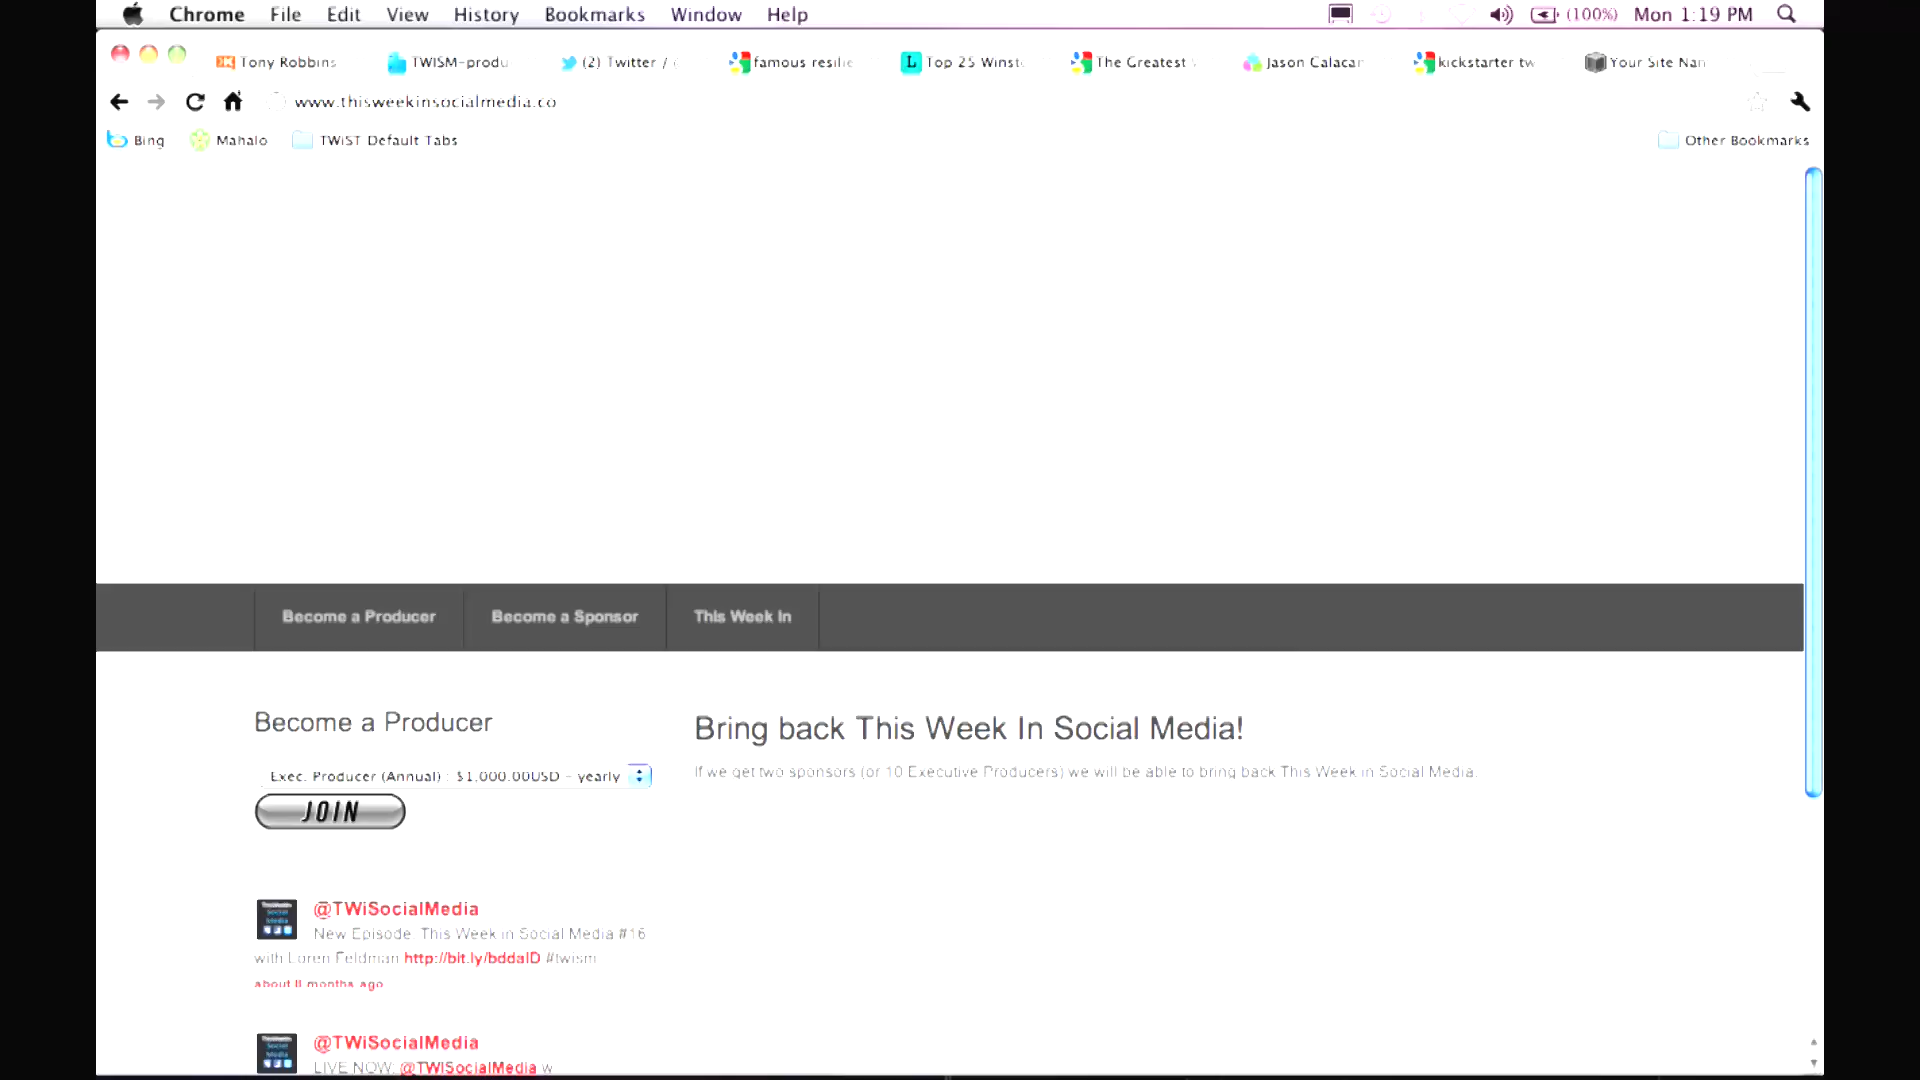 Chrome File Edit View History Bookmarks Window Help (100%) Mon 1:19 PM
Tony Robbins TWISM-produ (2) Twitter / famous resilie Top 25 Winst The Greatest Jason Calacar kickstarter tw Your Site Nan
www.thisweekinsocialmedia.co
Bing Mahalo TWiST Default Tabs Other Bookmarks
Become a Producer Become a Sponsor This Week In
Become a Producer
Bring back This Week In Social Media!
Exec. Producer (Annual) : $1,000.00USD - yearly
If we get two sponsors (or 10 Executive Producers) we will be able to bring back This Week in Social Media.
JOIN
@TWiSocialMedia
New Episode: This Week in Social Media #16
with Loren Feldman http://bit.ly/bddaID #twism
about 8 months ago
@TWiSocialMedia
LIVE NOW: @TWISocialMedia w